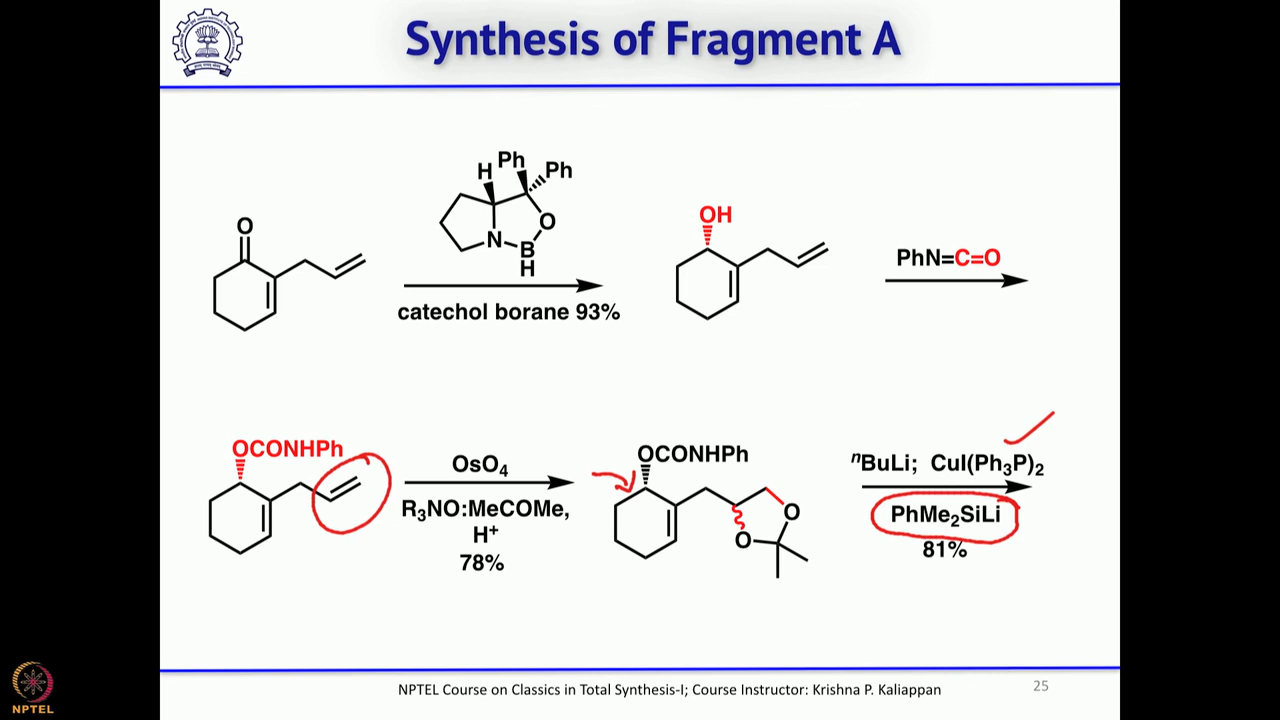 Synthesis of Fragment A
O
H Ph Ph
O
N B
H
catechol borane 93%
OH
PhN=C=O
OCONHPh
OsO4
R3NO:MeCOMe,
H+
78%
OCONHPh
O
O
nBuLi; CuI(Ph3P)2
PhMe2SiLi
81%
NPTEL Course on Classics in Total Synthesis-I; Course Instructor: Krishna P. Kaliappan
25
NPTEL